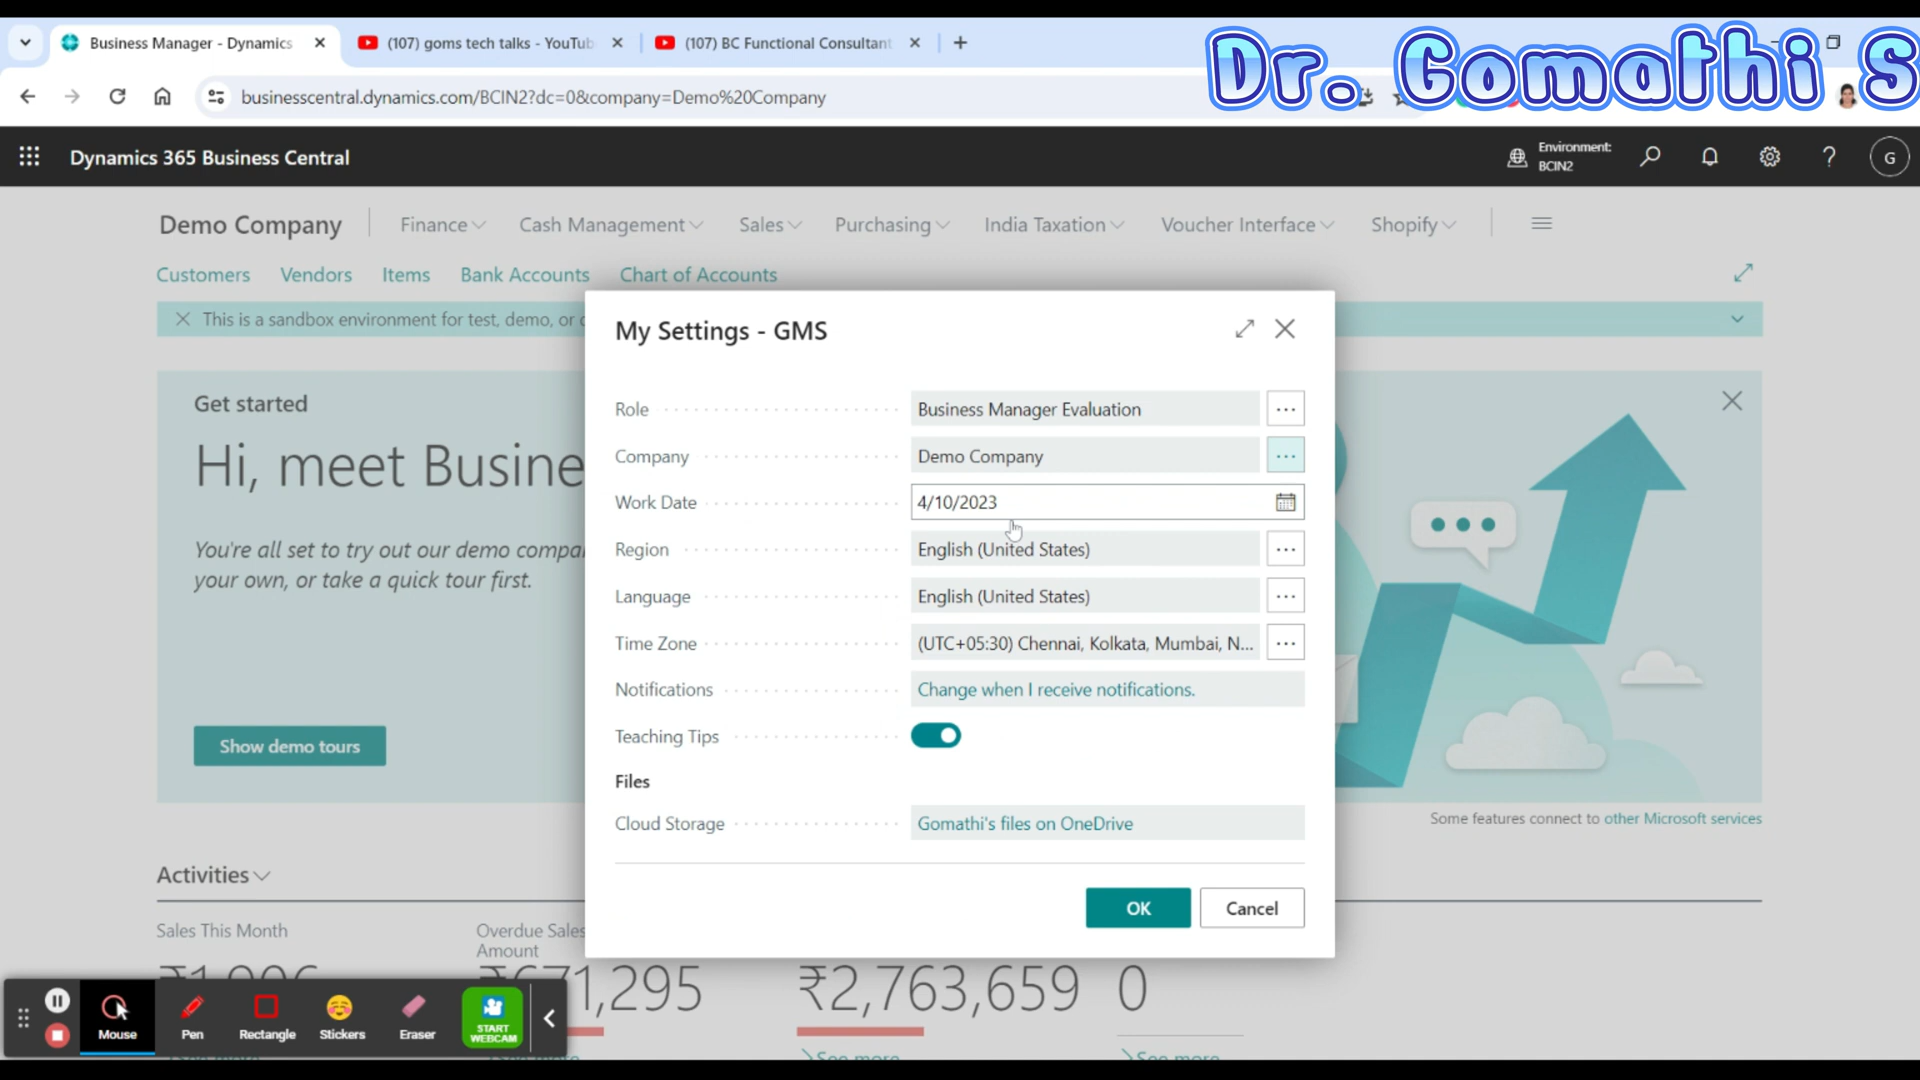 Business Manager - Dynamics
(107) goms tech talks - YouTub
(107) BC Functional Consultant
Dr. Gomathi S
businesscentral.dynamics.com/BCIN2?dc=0&company=Demo%20Company
Dynamics 365 Business Central
Environment:
BCIN2
G
Demo Company
Finance
Cash Management
Sales
Purchasing
India Taxation
Voucher Interface
Shopify
Customers
Vendors
Items
Bank Accounts
Chart of Accounts
This is a sandbox environment for test, demo, or
My Settings - GMS
Get started
Hi, meet Busine
You're all set to try out our demo compa
your own, or take a quick tour first.
Show demo tours
Role
Business Manager Evaluation
Company
Demo Company
Work Date
4/10/2023
Region
English (United States)
Language
English (United States)
Time Zone
(UTC+05:30) Chennai, Kolkata, Mumbai, N...
Notifications
Change when I receive notifications.
Teaching Tips
Files
Cloud Storage
Gomathi's files on OneDrive
OK
Cancel
Some features connect to other Microsoft services
Activities
Sales This Month
Overdue Sales
Amount
1,295
₹2,763,659
0
Mouse
Pen
Rectangle
Stickers
Eraser
START
WEBCAM
See more
See more